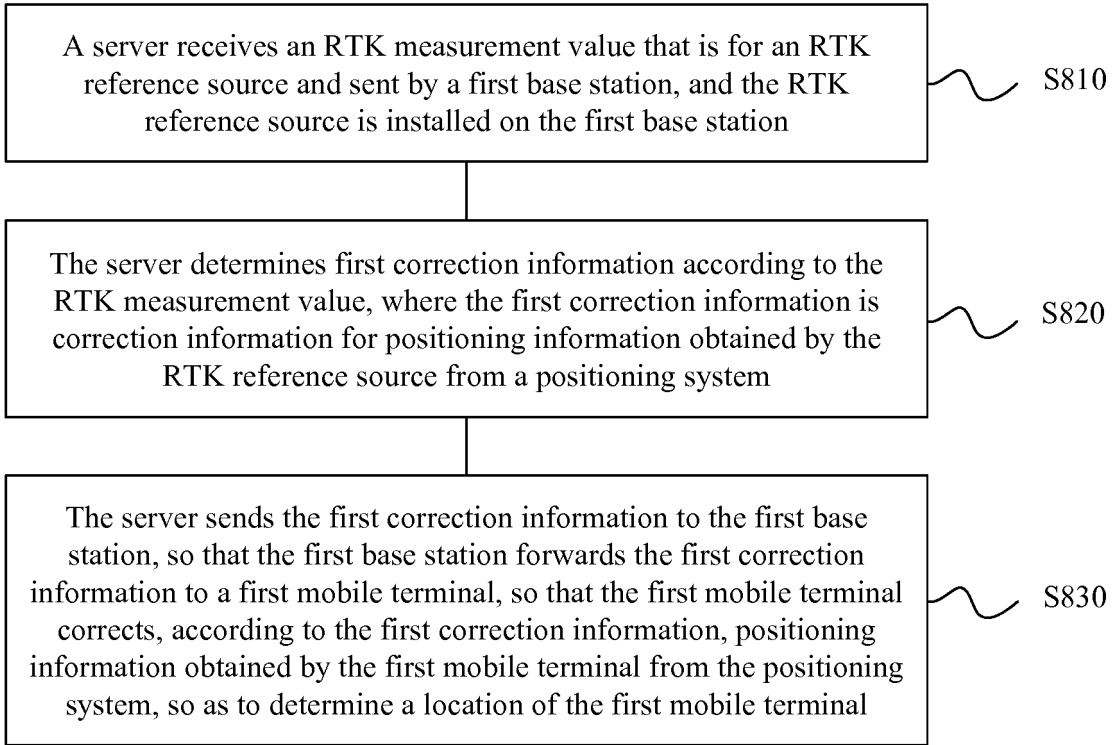 A server receives an RTK measurement value that is for an RTK
reference source and sent by a first base station, and the RTK
reference source is installed on the first base station
S810
The server determines first correction information according to the
RTK measurement value, where the first correction information is
correction information for positioning information obtained by the
RTK reference source from a positioning system
S820
The server sends the first correction information to the first base
station, so that the first base station forwards the first correction
information to a first mobile terminal, so that the first mobile terminal
corrects, according to the first correction information, positioning
information obtained by the first mobile terminal from the positioning
system, so as to determine a location of the first mobile terminal
S830